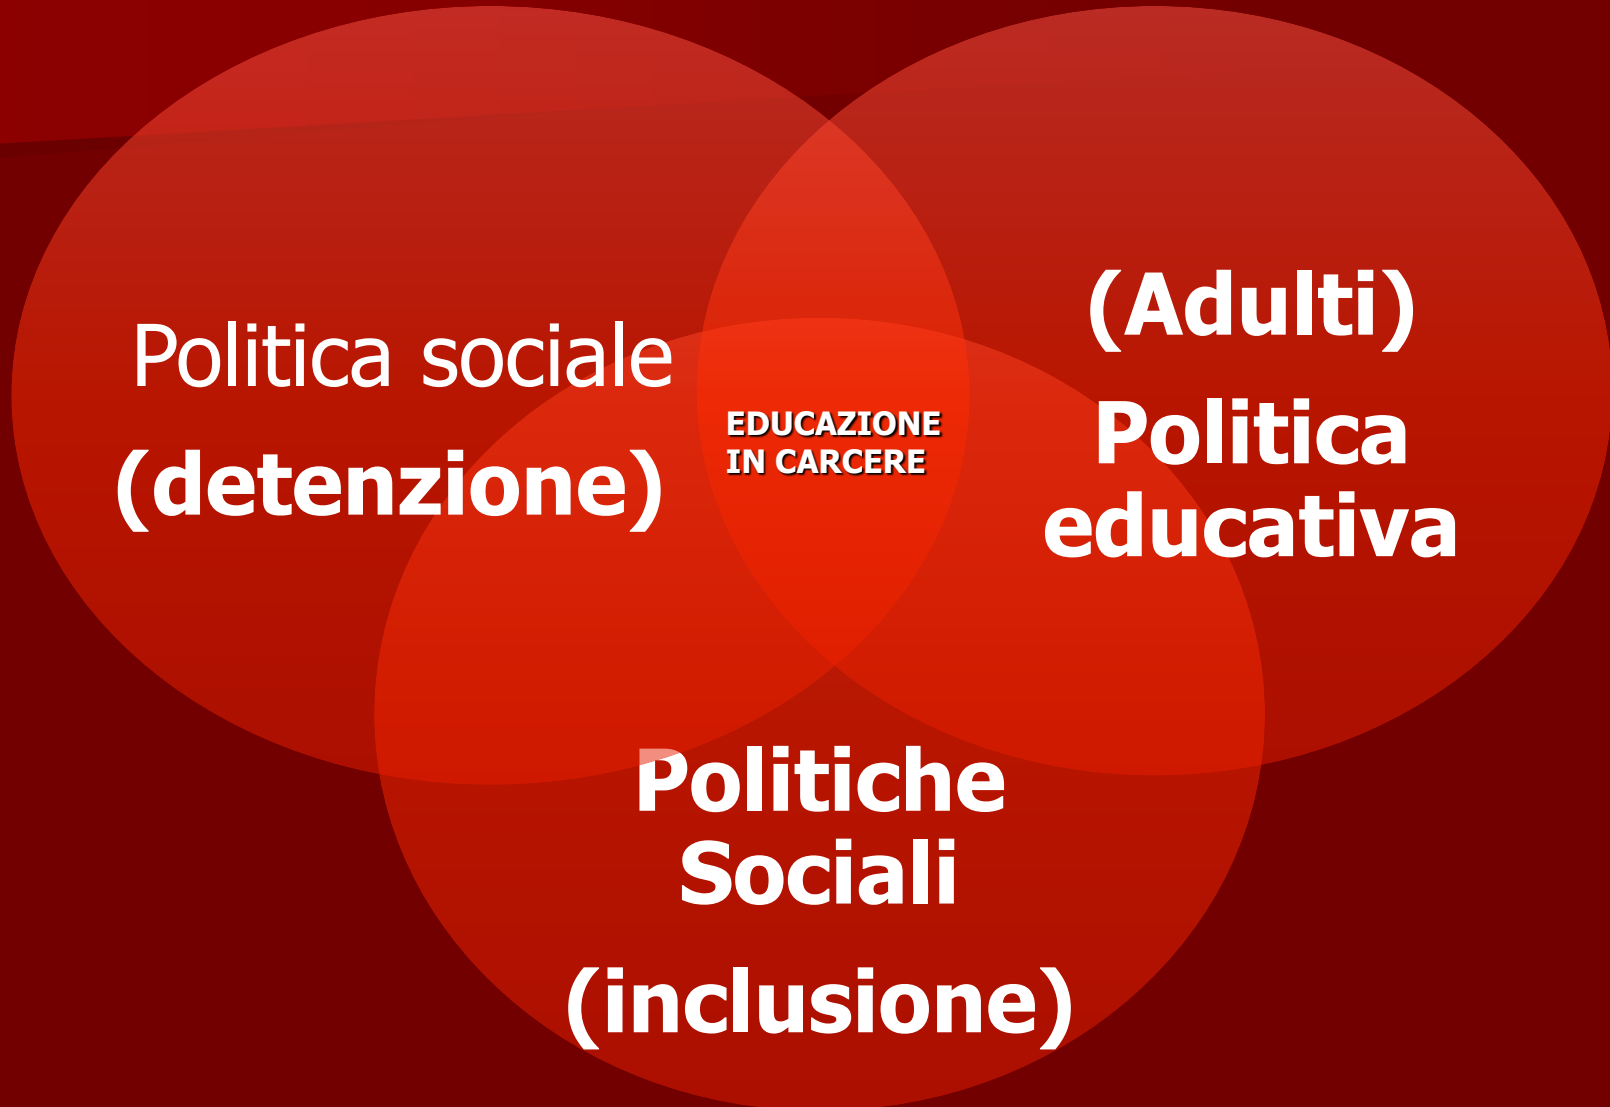 Politica sociale
(detenzione)
EDUCAZIONE
IN CARCERE
(Adulti)
Politica
educativa
Politiche
Sociali
(inclusione)